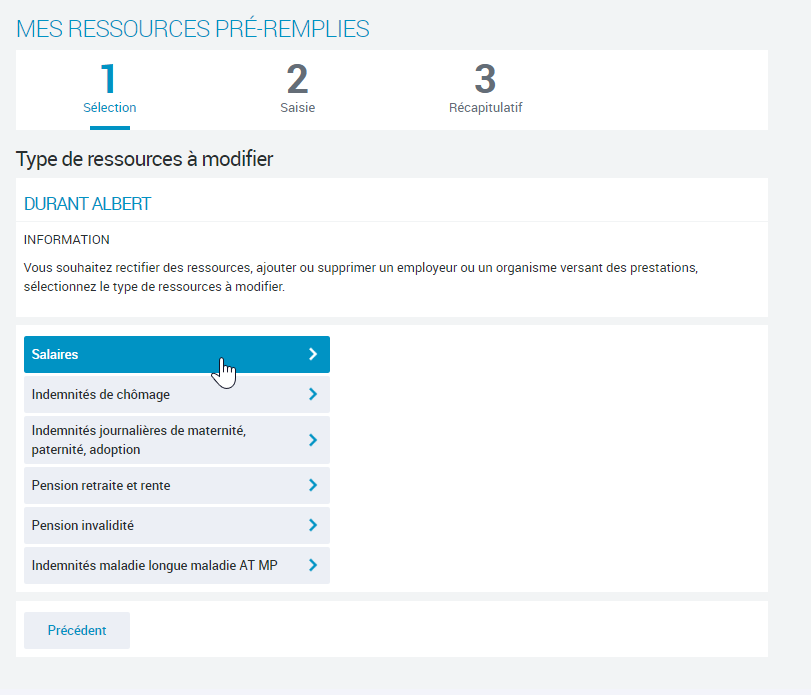 MES RESSOURCES PRÉ-REMPLIES
1
Sélection
2
Saisie
3
Récapitulatif
Type de ressources à modifier
DURANT ALBERT
INFORMATION
Vous souhaitez rectifier des ressources, ajouter ou supprimer un employeur ou un organisme versant des prestations,
sélectionnez le type de ressources à modifier.
Salaires
Indemnités de chômage
Indemnités journalières de maternité,
paternité, adoption
Pension retraite et rente
Pension invalidité
Indemnités maladie longue maladie AT MP
Précédent